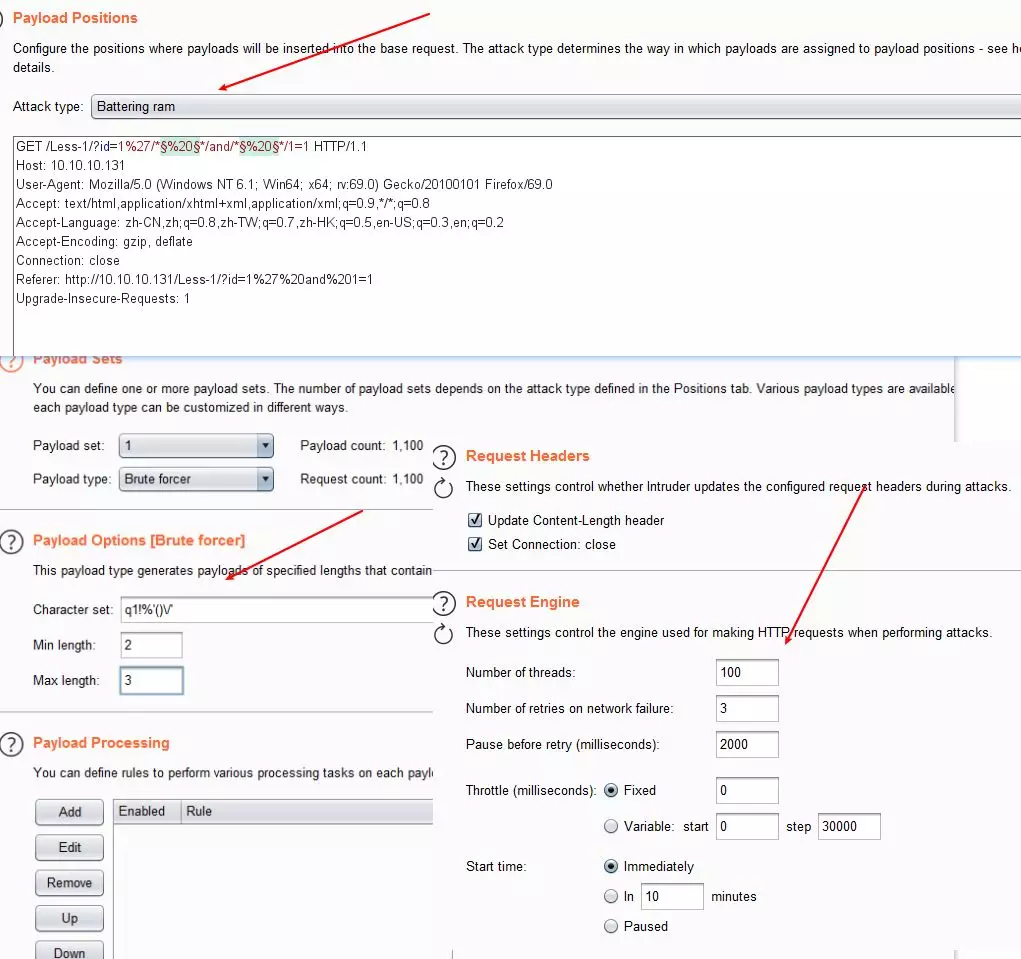 Payload Positions
Configure the positions where payloads will be inserted into the base request. The attack type determines the way in which payloads are assigned to payload positions - see
details.
Attack type: Battering ram
GET /Less-1/?id=1%27/*§%20§*/and/*§%20§*/1=1 HTTP/1.1
Host: 10.10.10.131
User-Agent: Mozilla/5.0 (Windows NT 6.1; Win64; x64; rv:69.0) Gecko/20100101 Firefox/69.0
Accept: text/html,application/xhtml+xml,application/xml;q=0.9,*/*;q=0.8
Accept-Language: zh-CN,zh;q=0.8,zh-TW;q=0.7,zh-HK;q=0.5,en-US;q=0.3,en;q=0.2
Accept-Encoding: gzip, deflate
Connection: close
Referer: http://10.10.10.131/Less-1/?id=1%27%20and%201=1
Upgrade-Insecure-Requests: 1
Payload Sets
You can define one or more payload sets. The number of payload sets depends on the attack type defined in the Positions tab. Various payload types are available
each payload type can be customized in different ways.
Payload set: 1 Payload count: 1,100
Payload type: Brute forcer Request count: 1,100
Payload Options [Brute forcer]
This payload type generates payloads of specified lengths that contain
Character set: q1!%'()\/'
Min length: 2
Max length: 3
Payload Processing
You can define rules to perform various processing tasks on each
Add Enabled Rule
Edit
Remove
Up
Down
Request Headers
These settings control whether Intruder updates the configured request headers during attacks.
Update Content-Length header
Set Connection: close
Request Engine
These settings control the engine used for making HTTP requests when performing attacks.
Number of threads: 100
Number of retries on network failure: 3
Pause before retry (milliseconds): 2000
Throttle (milliseconds): Fixed 0
Variable: start 0 step 30000
Start time: Immediately
In 10 minutes
Paused